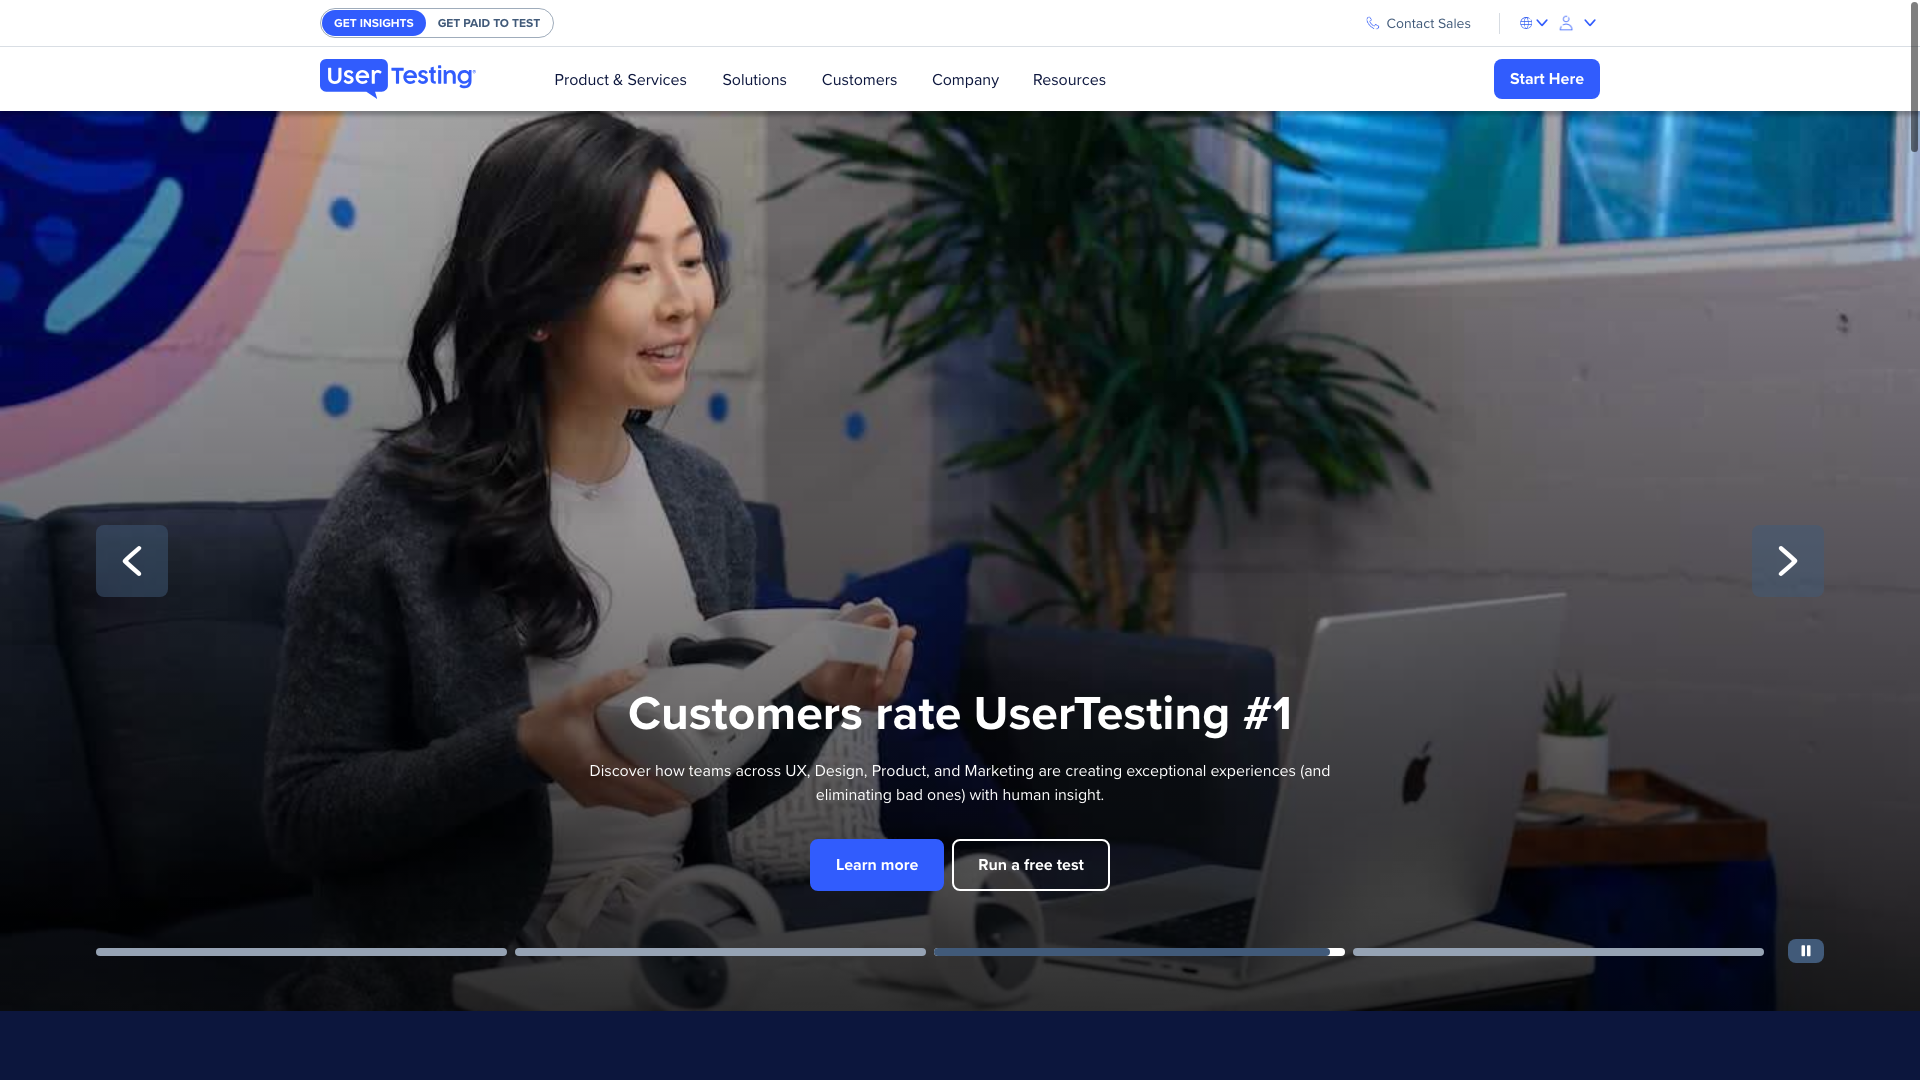 GET INSIGHTS
GET PAID TO TEST
Contact Sales
UserTesting
Product & Services
Solutions
Customers
Company
Resources
Start Here
Customers rate UserTesting #1
Discover how teams across UX, Design, Product, and Marketing are creating exceptional experiences (and
eliminating bad ones) with human insight.
Learn more
Run a free test